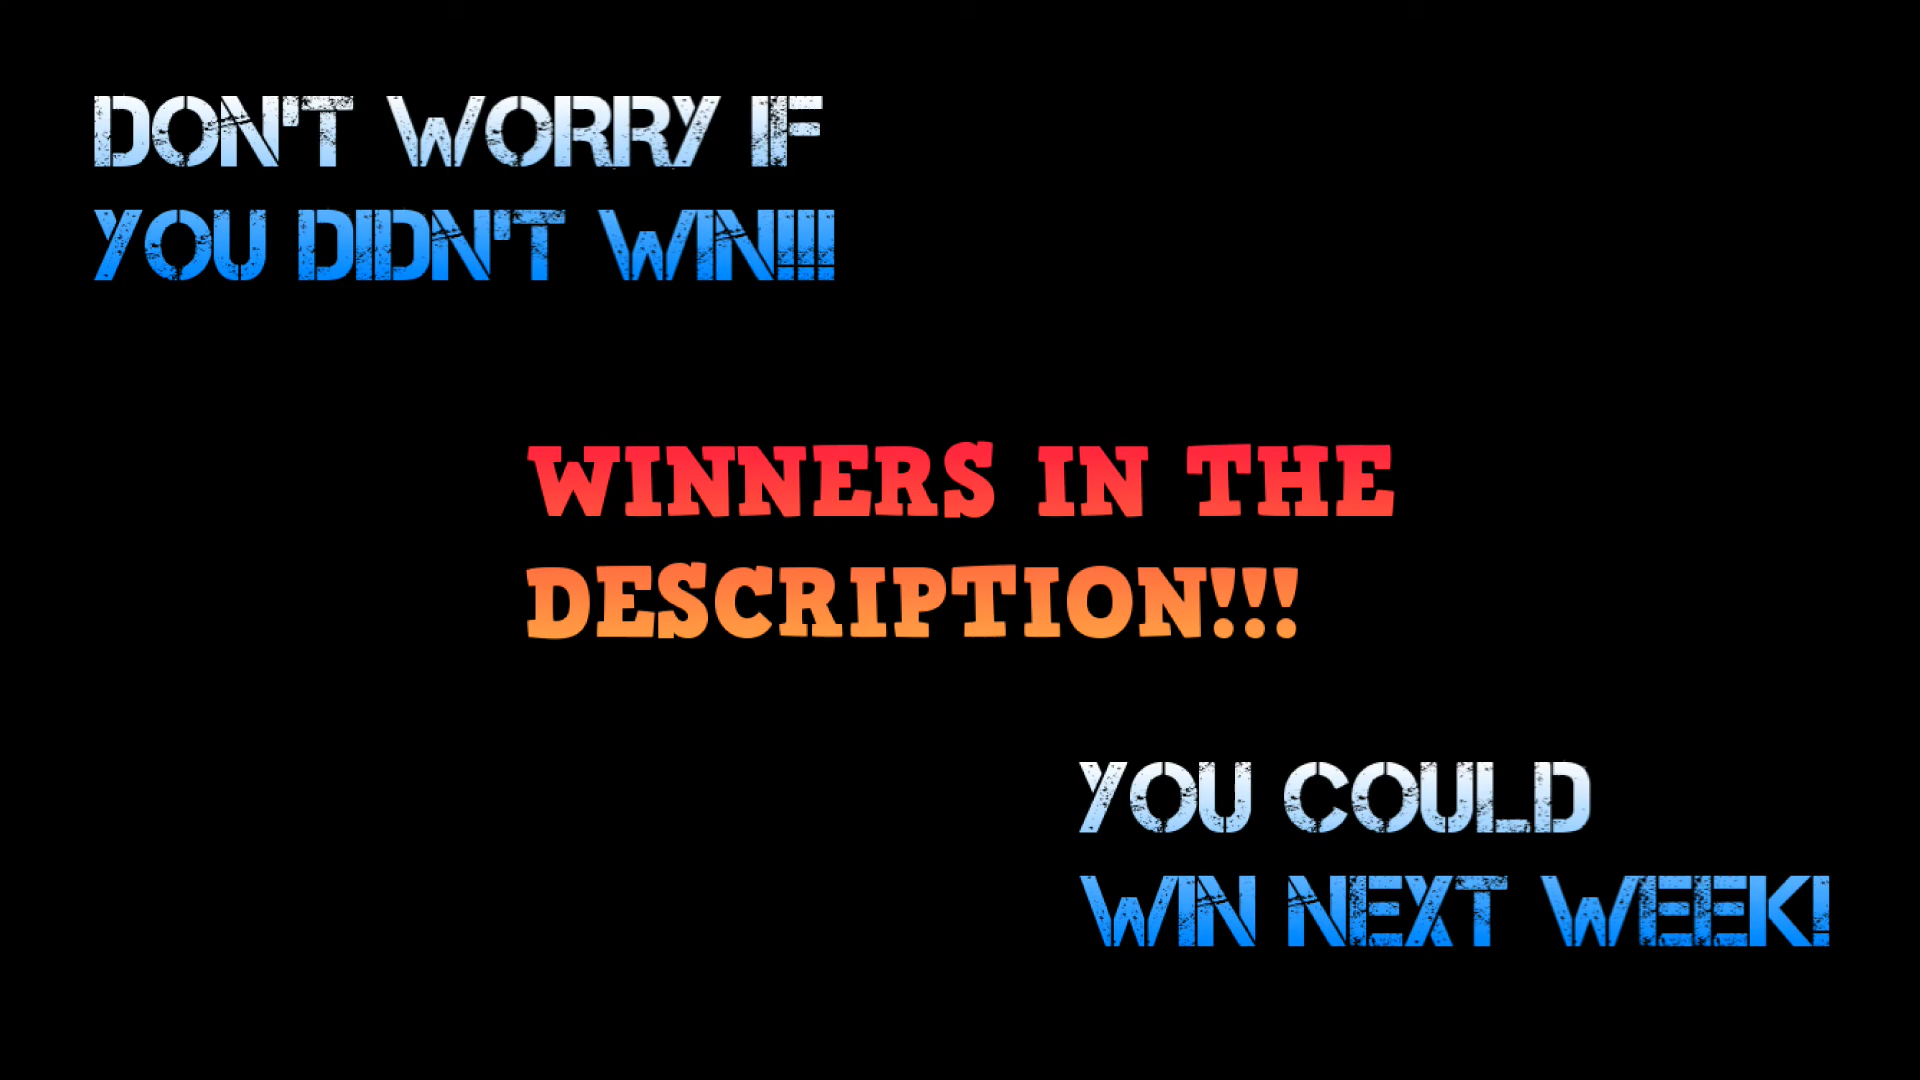 DON'T WORRY IF
YOU DIDN'T WIN!!!
WINNERS IN THE
DESCRIPTION!!!
YOU COULD
WIN NEXT WEEK!